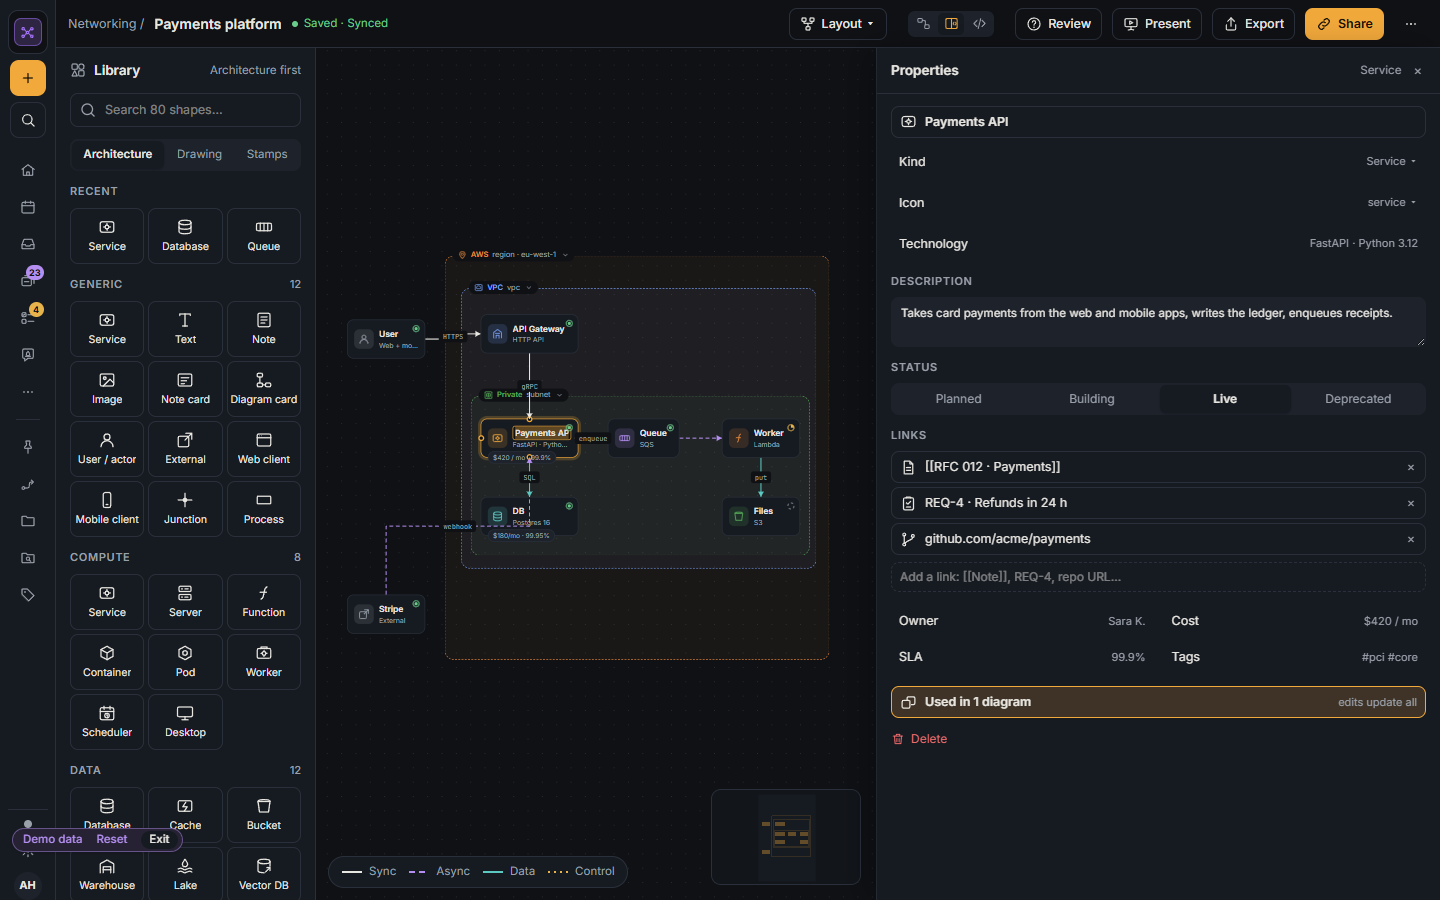 Networking / Payments platform Saved · Synced
Layout
Review
Present
Export
Share
Library
Architecture first
Search 80 shapes...
Architecture
Drawing
Stamps
RECENT
Service
Database
Queue
GENERIC 12
Service
Text
Note
Image
Note card
Diagram card
User / actor
External
Web client
Mobile client
Junction
Process
COMPUTE 8
Service
Server
Function
Container
Pod
Worker
Scheduler
Desktop
DATA 12
Database
Cache
Bucket
Warehouse
Lake
Vector DB
23
4
Demo data Reset Exit
AH
AWS region · eu-west-1
VPC vpc
User
Web + mo...
HTTPS
API Gateway
HTTP API
gRPC
Private subnet
Payments AP
FastAPI · Pytho...
$420 / mo · 99.9%
enqueue
Queue
SQS
Worker
Lambda
SQL
put
DB
Postgres 16
$180/mo · 99.95%
Files
S3
webhook
Stripe
External
Sync
Async
Data
Control
Properties
Service ×
Payments API
Kind
Service
Icon
service
Technology
FastAPI · Python 3.12
DESCRIPTION
Takes card payments from the web and mobile apps, writes the ledger, enqueues receipts.
STATUS
Planned
Building
Live
Deprecated
LINKS
[[RFC 012 · Payments]] ×
REQ-4 · Refunds in 24 h ×
github.com/acme/payments ×
Add a link: [[Note]], REQ-4, repo URL...
Owner
Sara K.
Cost
$420 / mo
SLA
99.9%
Tags
#pci #core
Used in 1 diagram
edits update all
Delete